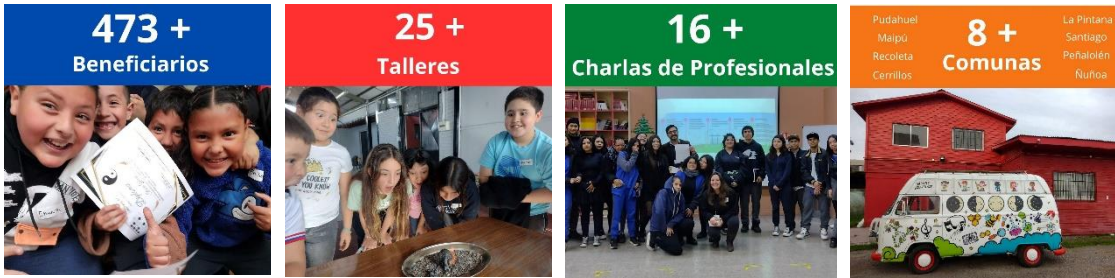 473 +
Beneficiarios
25 +
Talleres
16 +
Charlas de Profesionales
8 +
Comunas
Pudahuel
Maipú
Recoleta
Cerrillos
La Pintana
Santiago
Peñalolén
Ñuñoa